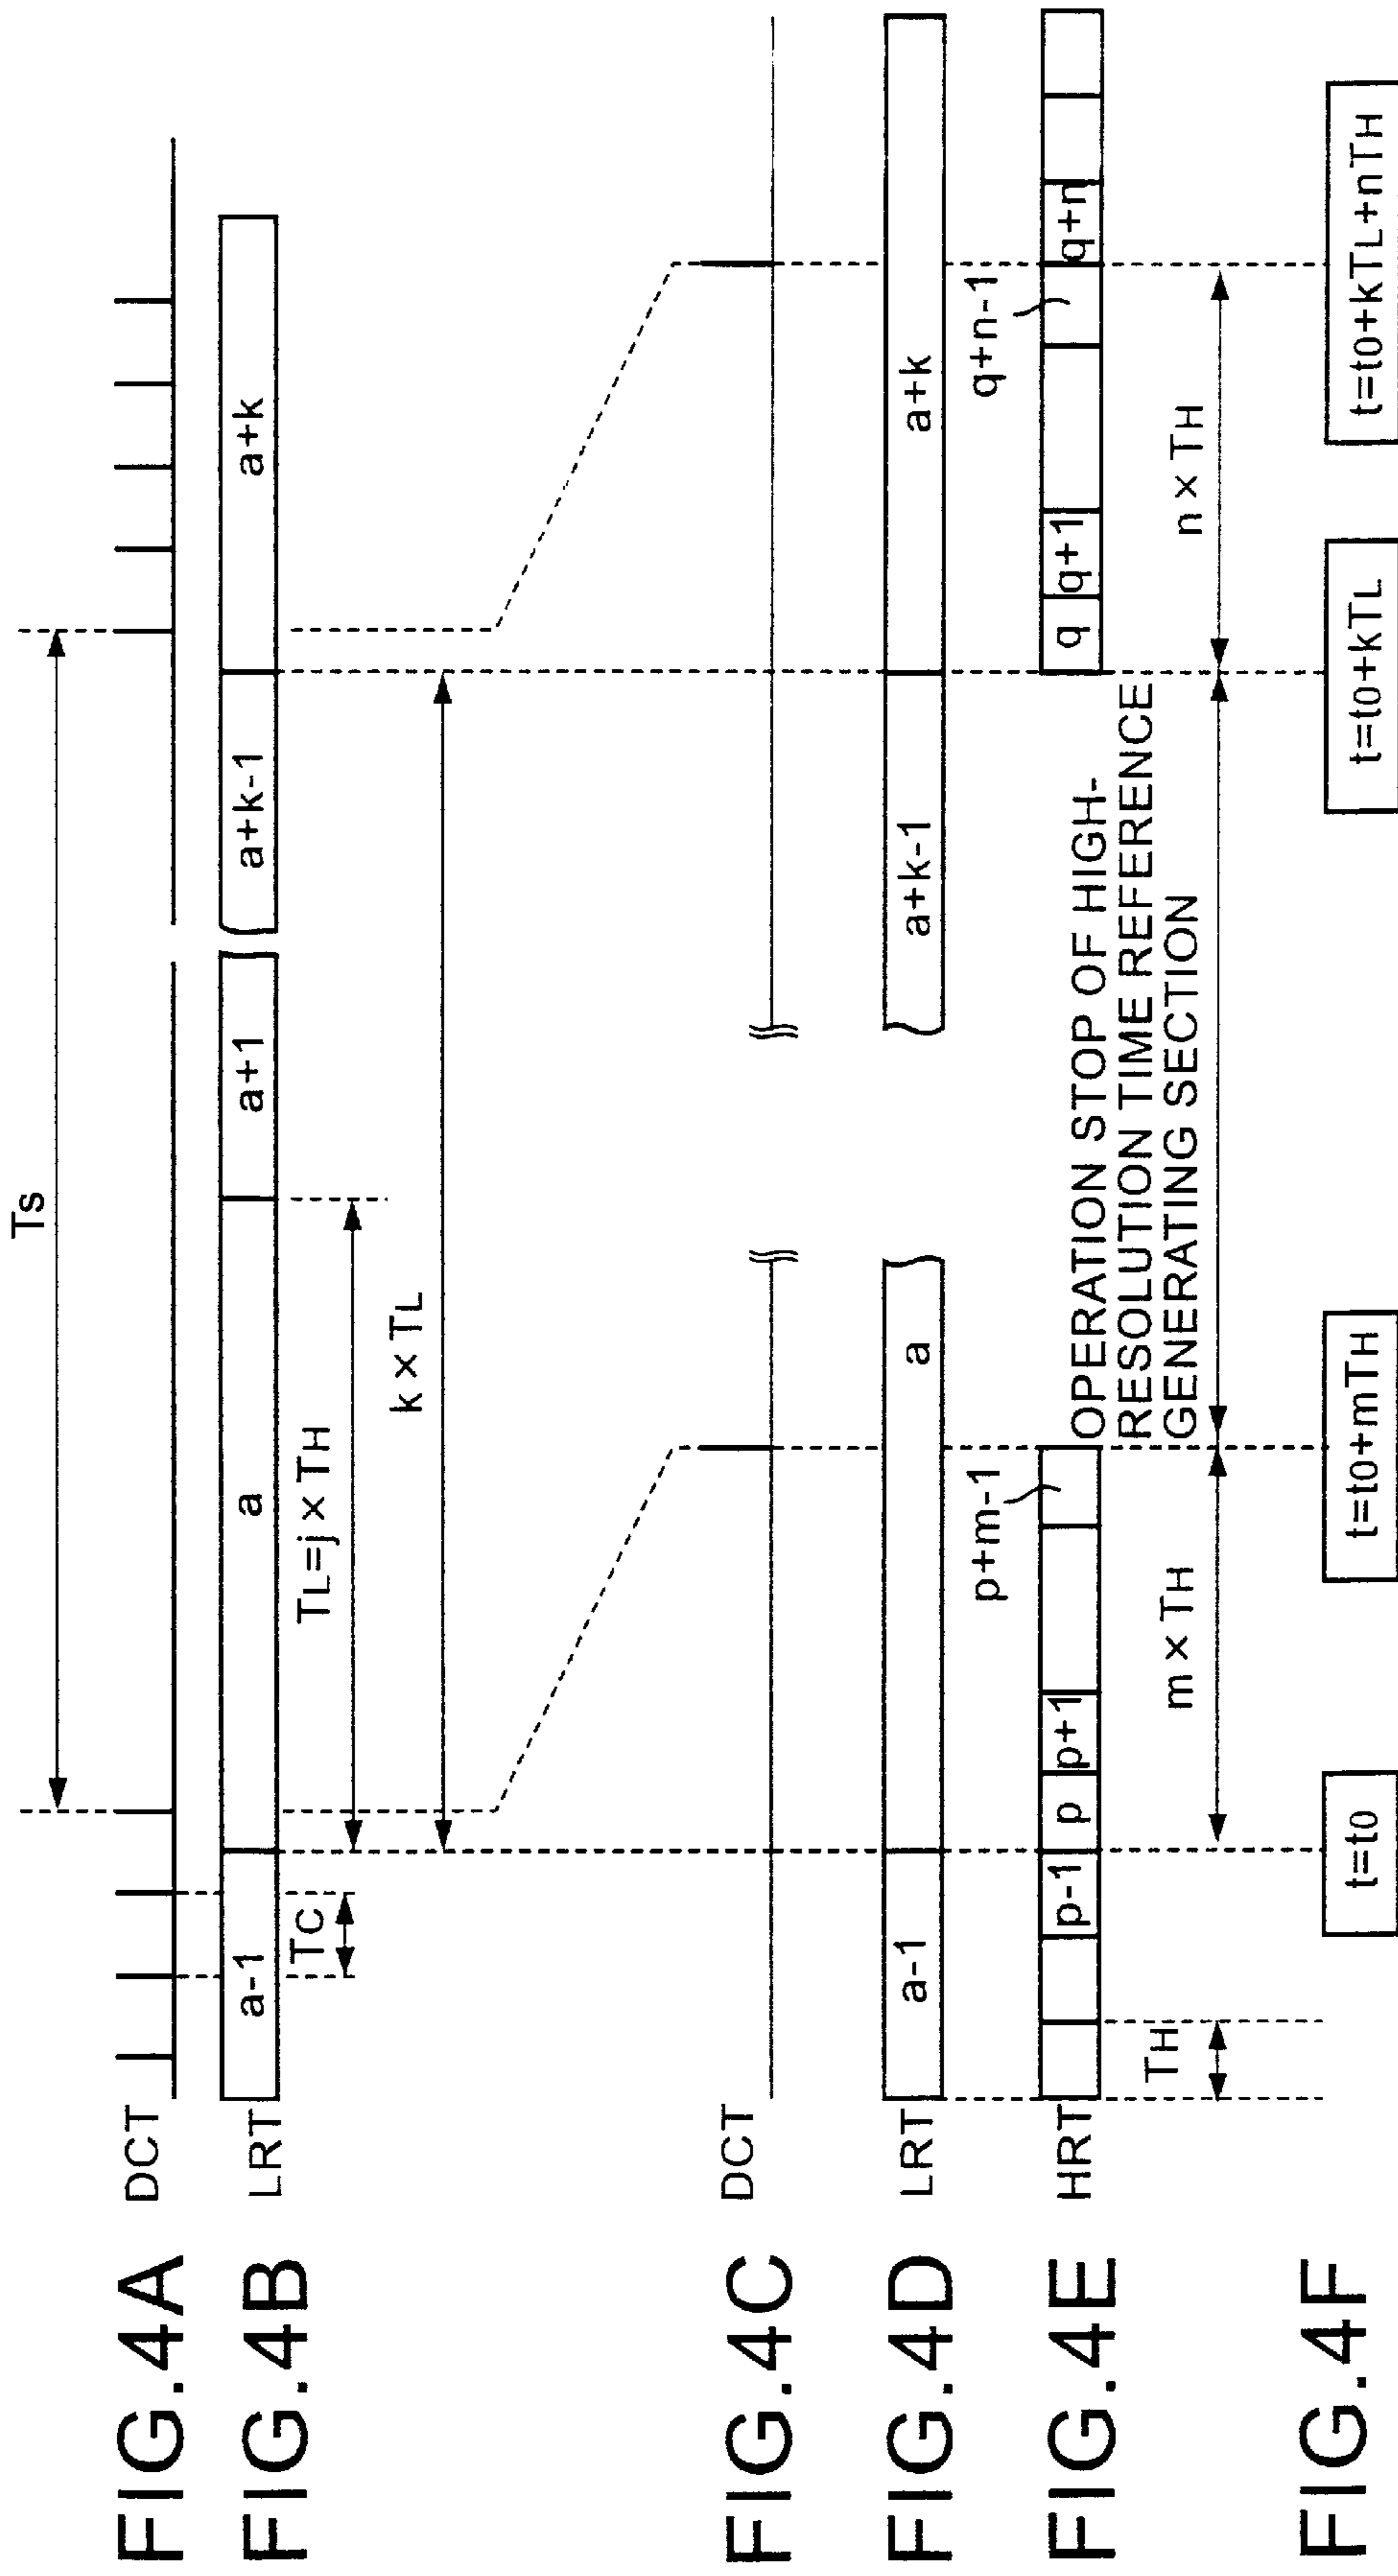 FIG.4A
DCT
Ts
FIG.4B
LRT
a-1
a
a+1
a+k-1
a+k
Tc
TL=j×TH
k×TL
FIG.4C
DCT
FIG.4D
LRT
a-1
a
a+k-1
a+k
p+m-1
q+n-1
FIG.4E
HRT
p-1
p
p+1
q
q+1
q+n
OPERATION STOP OF HIGH-
RESOLUTION TIME REFERENCE
GENERATING SECTION
TH
m×TH
n×TH
FIG.4F
t=t0
t=t0+mTH
t=t0+kTL
t=t0+kTL+nTH